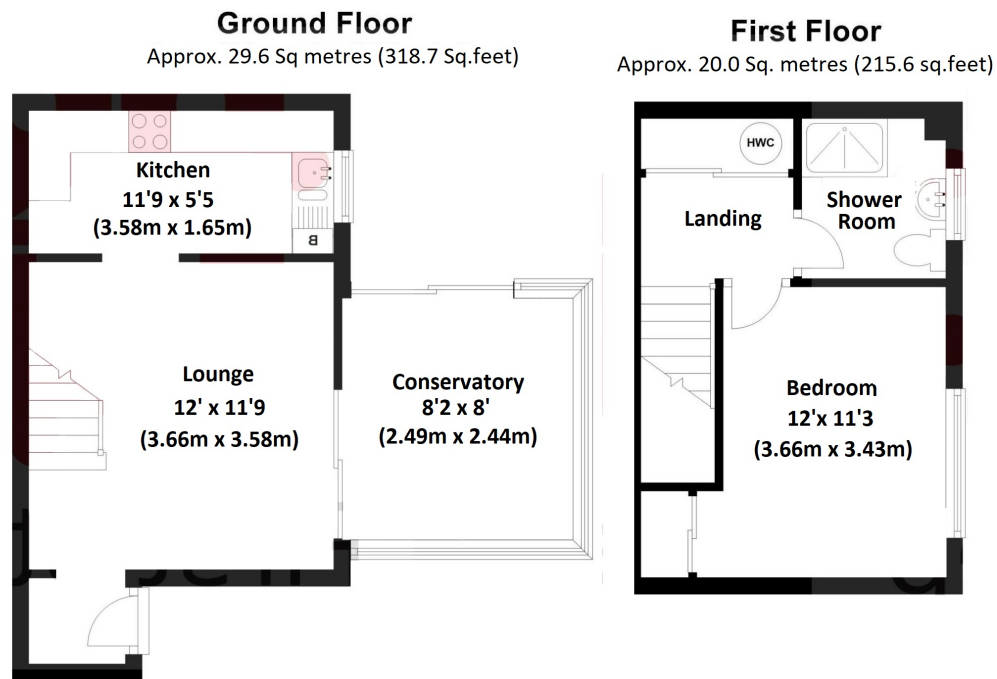 Ground Floor
Approx. 29.6 Sq metres (318.7 Sq.feet)
Kitchen
11'9 x 5'5
(3.58m x 1.65m)
B
Lounge
12' x 11'9
(3.66m x 3.58m)
Conservatory
8'2 x 8'
(2.49m x 2.44m)
First Floor
Approx. 20.0 Sq. metres (215.6 sq.feet)
HWC
Landing
Shower
Room
Bedroom
12'x 11'3
(3.66m x 3.43m)